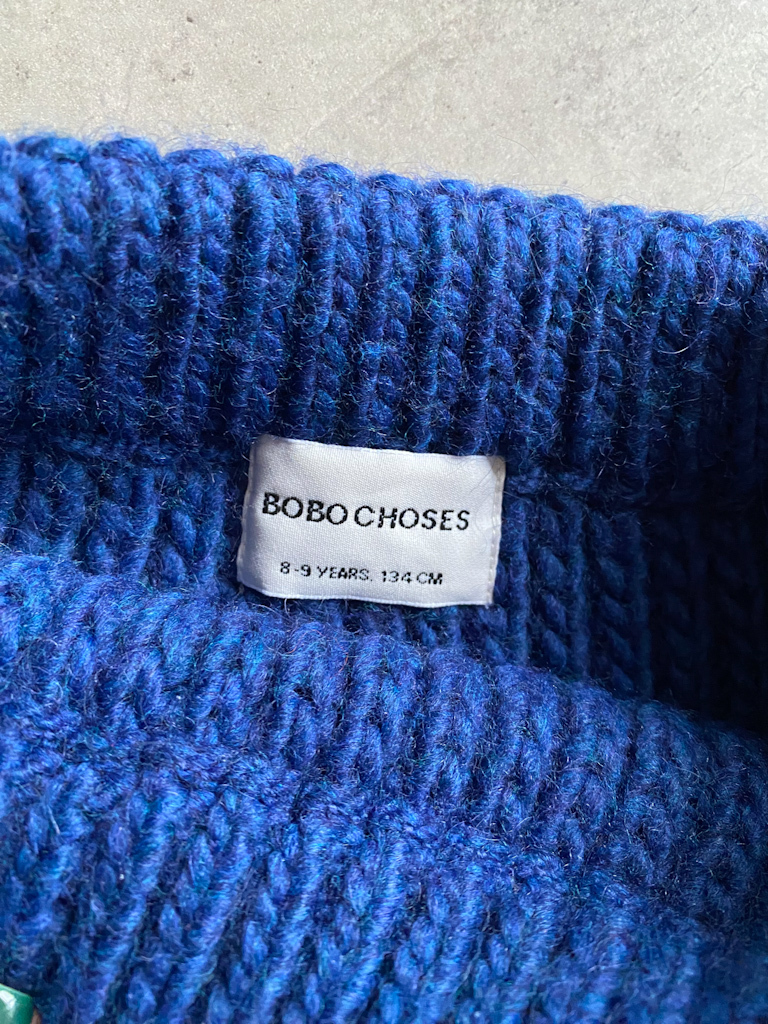 BOBO CHOSES
8-9 YEARS. 134 CM